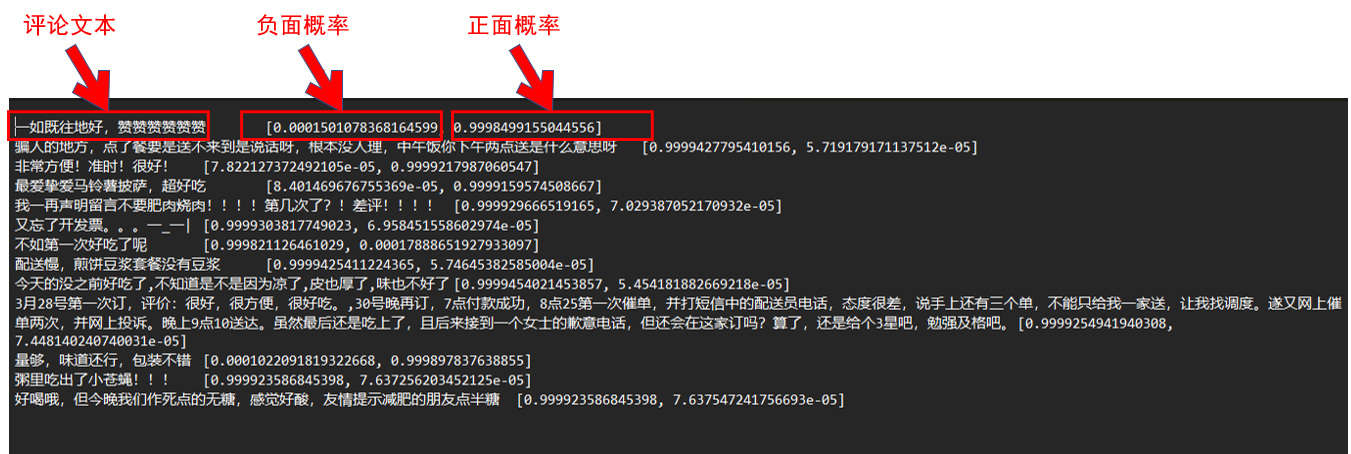 评论文本 负面概率 正面概率
一如既往地好，赞赞赞赞赞赞 [0.0001501078368164599, 0.9998499155044556]
骗人的地方，点了餐要是送不来到是说话呀，根本没人理，中午饭你下午两点送是什么意思呀 [0.9999427795410156, 5.719179171137512e-05]
非常方便！准时！很好！ [7.822127372492105e-05, 0.9999217987060547]
最爱挚爱马铃薯披萨，超好吃 [8.401469676755369e-05, 0.9999159574508667]
我一再声明留言不要肥肉烧肉！！！！第几次了？！差评！！！！ [0.999929666519165, 7.029387052170932e-05]
又忘了开发票。。。一_一| [0.9999303817749023, 6.958451558602974e-05]
不如第一次好吃了呢 [0.999821126461029, 0.00017888651927933097]
配送慢，煎饼豆浆套餐没有豆浆 [0.9999425411224365, 5.74645382585004e-05]
今天的没之前好吃了,不知道是不是因为凉了,皮也厚了,味也不好了 [0.9999454021453857, 5.454181882669218e-05]
3月28号第一次订，评价：很好，很方便，很好吃。,30号晚再订，7点付款成功，8点25第一次催单，并打短信中的配送员电话，态度很差，说手上还有三个单，不能只给我一家送，让我找调度。遂又网上催
单两次，并网上投诉。晚上9点10送达。虽然最后还是吃上了，且后来接到一个女士的歉意电话，但还会在这家订吗？算了，还是给个3星吧，勉强及格吧。 [0.9999254941940308,
7.448140240740031e-05]
量够，味道还行，包装不错 [0.0001022091819322668, 0.999897837638855]
粥里吃出了小苍蝇！！！ [0.999923586845398, 7.637256203452125e-05]
好喝哦，但今晚我们作死点的无糖，感觉好酸，友情提示减肥的朋友点半糖 [0.999923586845398, 7.637547241756693e-05]